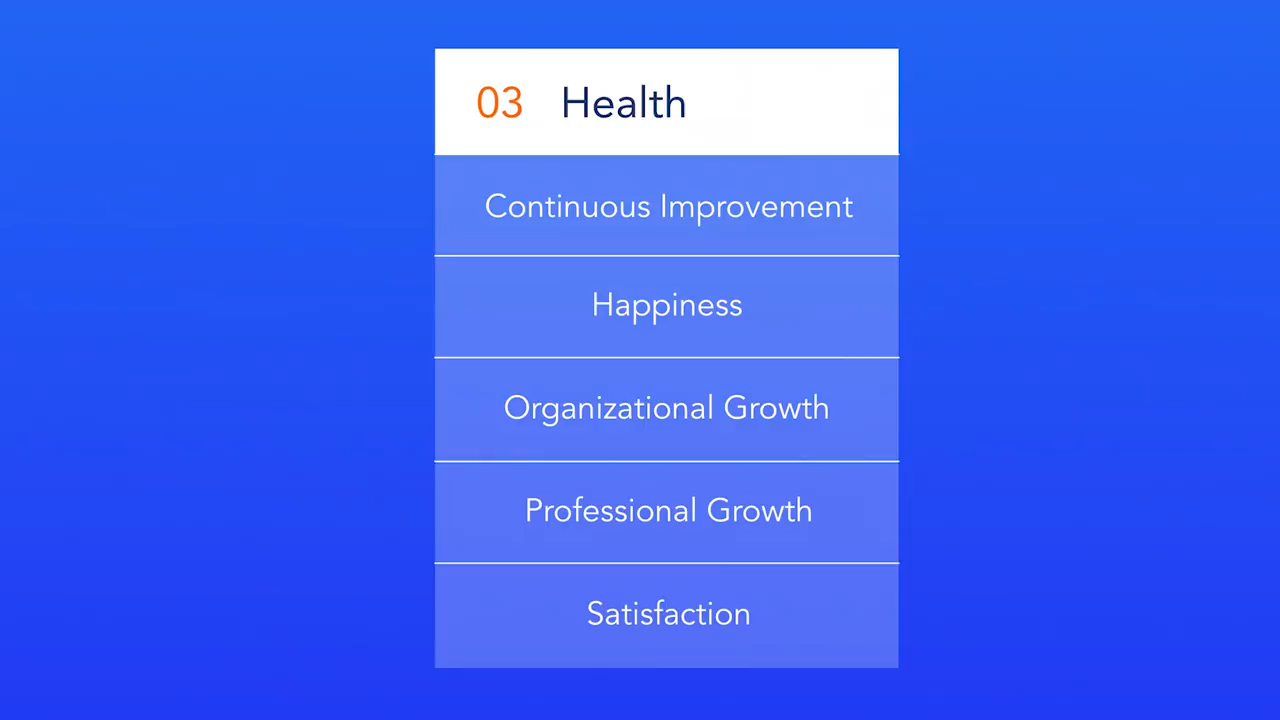 03 Health
Continuous Improvement
Happiness
Organizational Growth
Professional Growth
Satisfaction